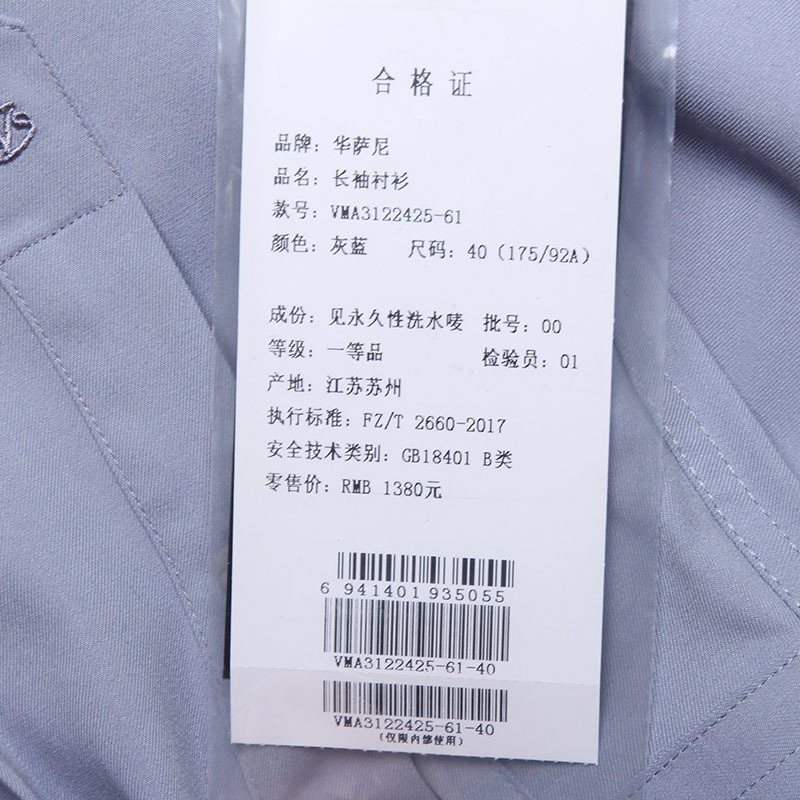 合格证
品牌：华萨尼
品名：长袖衬衫
款号：VMA3122425-61
颜色：灰蓝 尺码：40（175/92A）
成份：见永久性洗水唛 批号：00
等级：一等品 检验员：01
产地：江苏苏州
执行标准：FZ/T 2660-2017
安全技术类别：GB18401 B类
零售价：RMB 1380元
6 941401 935055
VMA3122425-61-40
VMA3122425-61-40
（仅限内部使用）